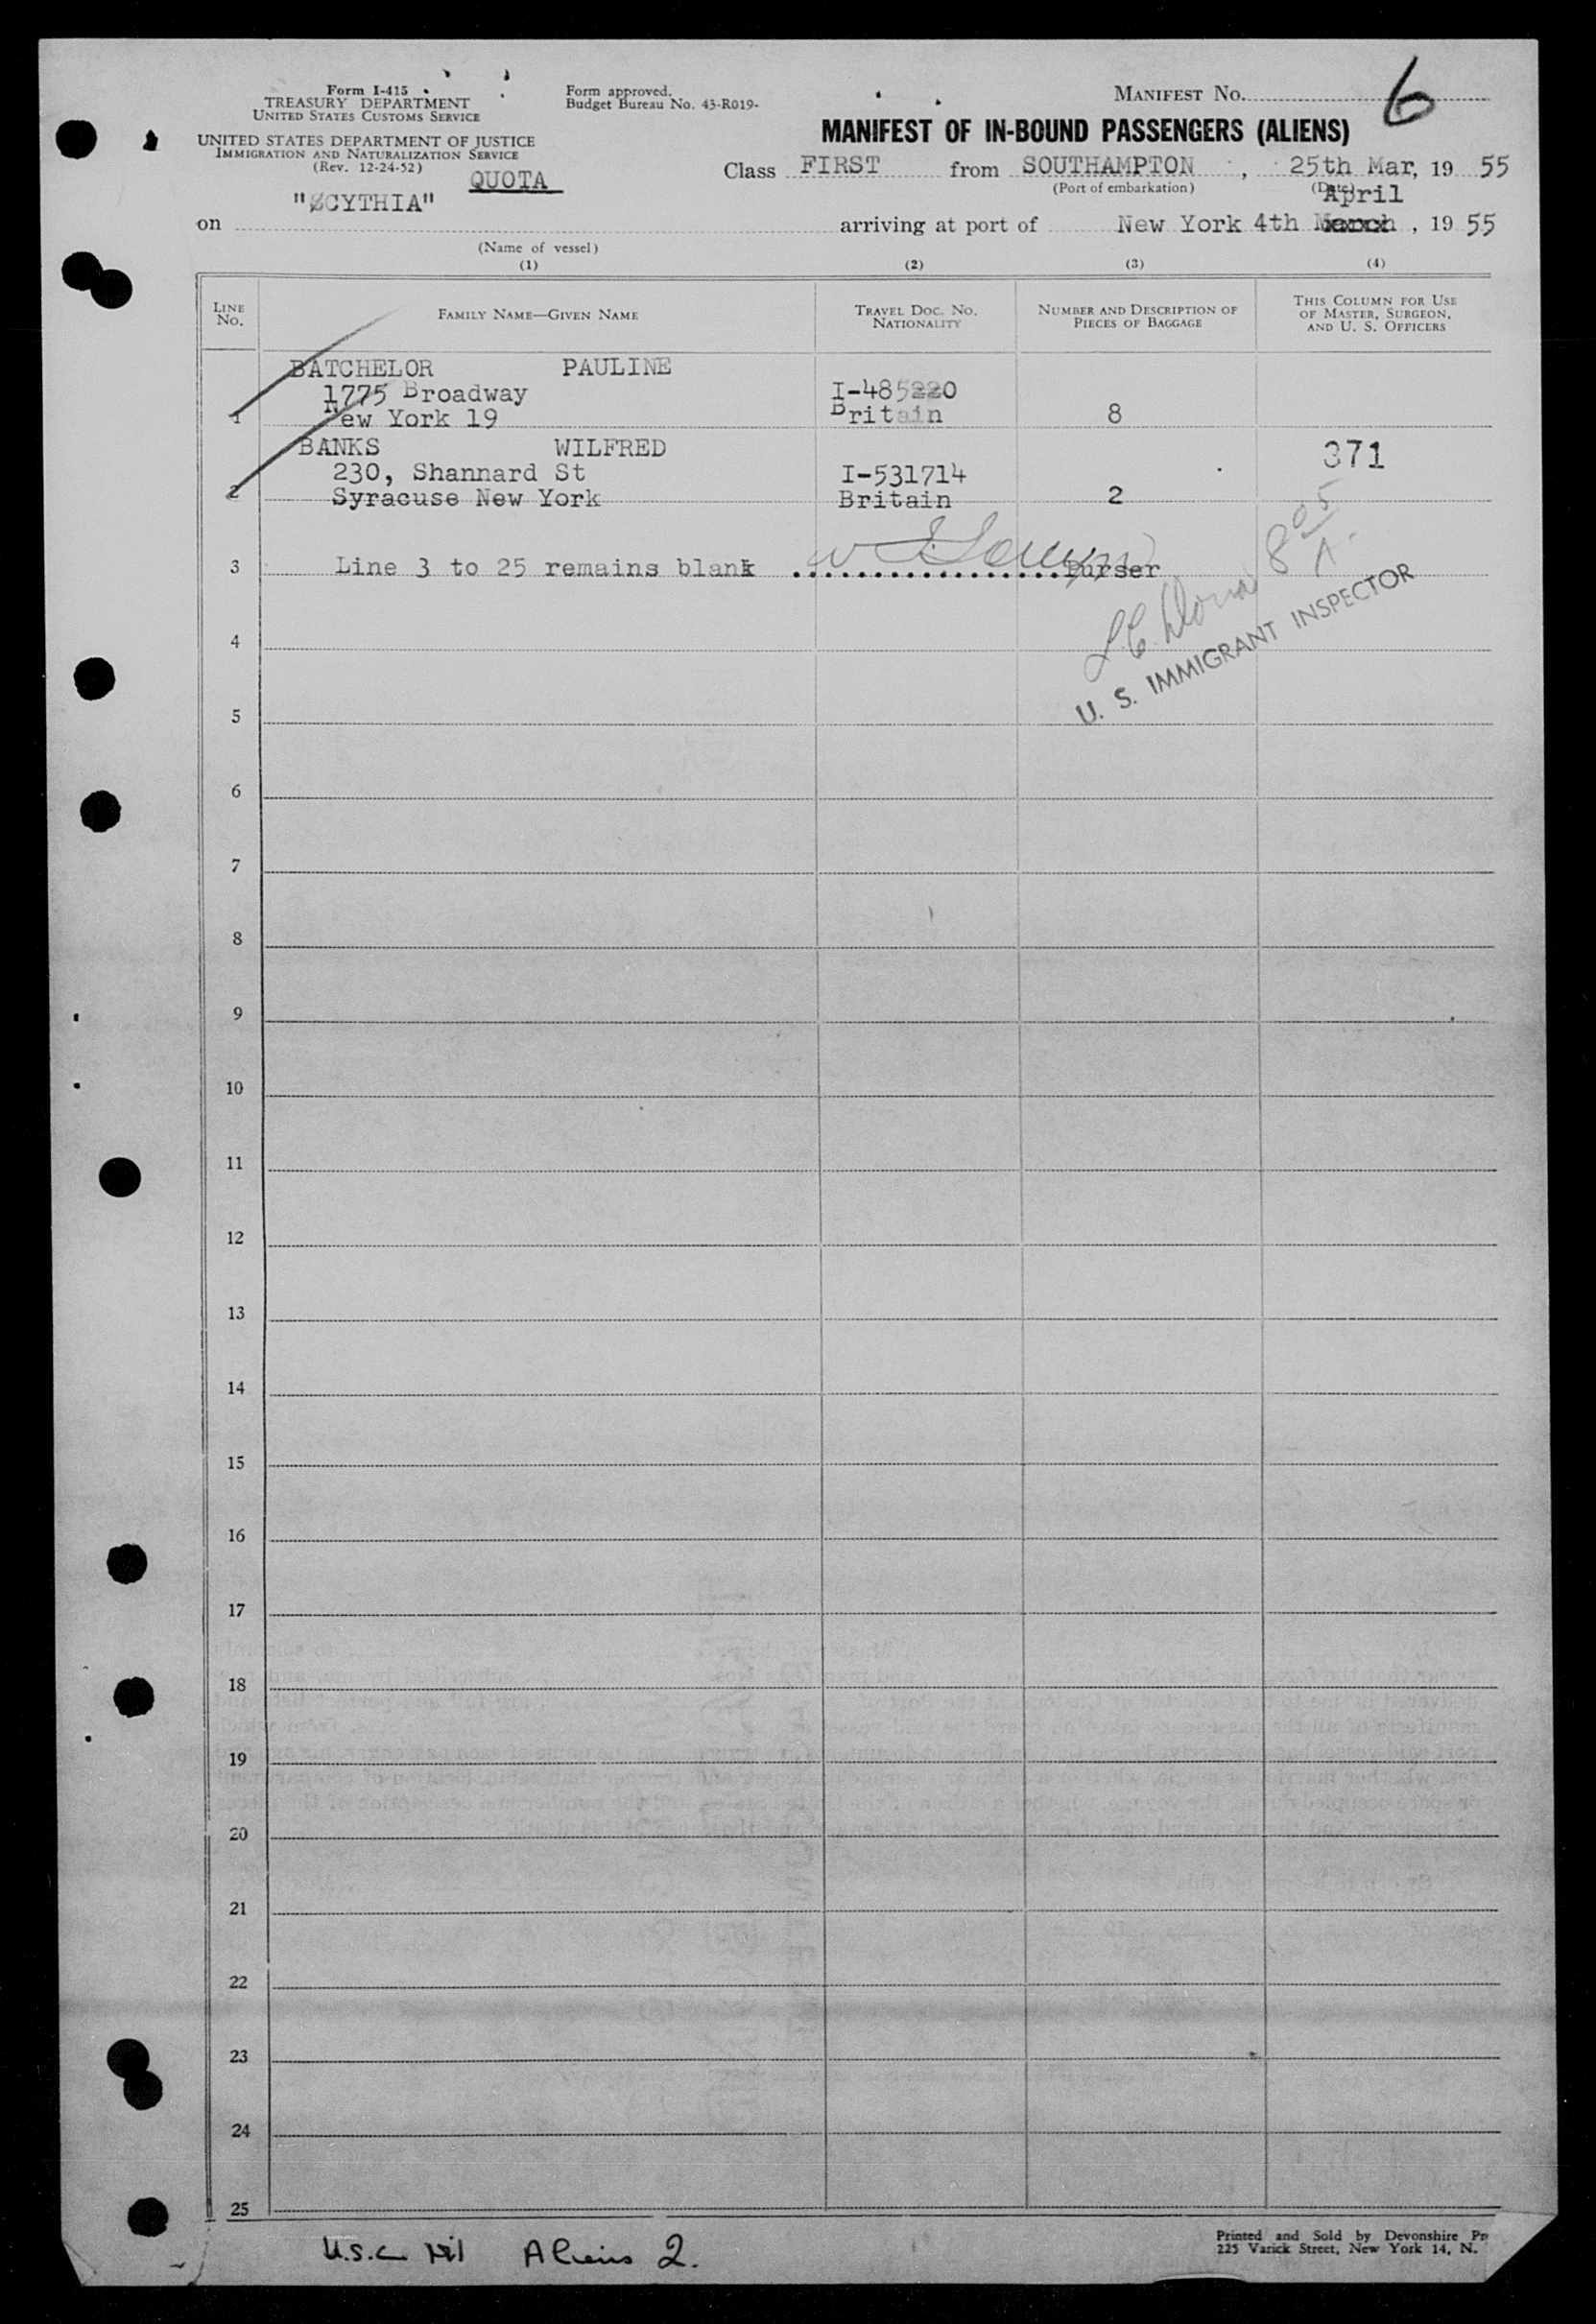 Form I-415
TREASURY DEPARTMENT
UNITED STATES CUSTOMS SERVICE
UNITED STATES DEPARTMENT OF JUSTICE
IMMIGRATION AND NATURALIZATION SERVICE
(Rev. 12-24-52)
Form approved.
Budget Bureau No. 43-R019-
MANIFEST NO. 6
MANIFEST OF IN-BOUND PASSENGERS (ALIENS)
QUOTA
Class FIRST from SOUTHAMPTON , 25th Mar, 19 55
(Port of embarkation) (Date)
April
on "SCYTHIA" arriving at port of New York 4th March , 19 55
(Name of vessel)
(1) (2) (3) (4)
LINE NO.
FAMILY NAME—GIVEN NAME
TRAVEL DOC. NO. NATIONALITY
NUMBER AND DESCRIPTION OF PIECES OF BAGGAGE
THIS COLUMN FOR USE OF MASTER, SURGEON, AND U. S. OFFICERS
BATCHELOR PAULINE
1775 Broadway I-485220
1 New York 19 Britain 8
BANKS WILFRED 371
230, Shannard St I-531714
2 Syracuse New York Britain 2
3 Line 3 to 25 remains blank Purser
U. S. IMMIGRANT INSPECTOR
4
5
6
7
8
9
10
11
12
13
14
15
16
17
18
19
20
21
22
23
24
25
U.S.C Nil Aliens 2.
Printed and Sold by Devonshire
225 Varick Street, New York 14, N.